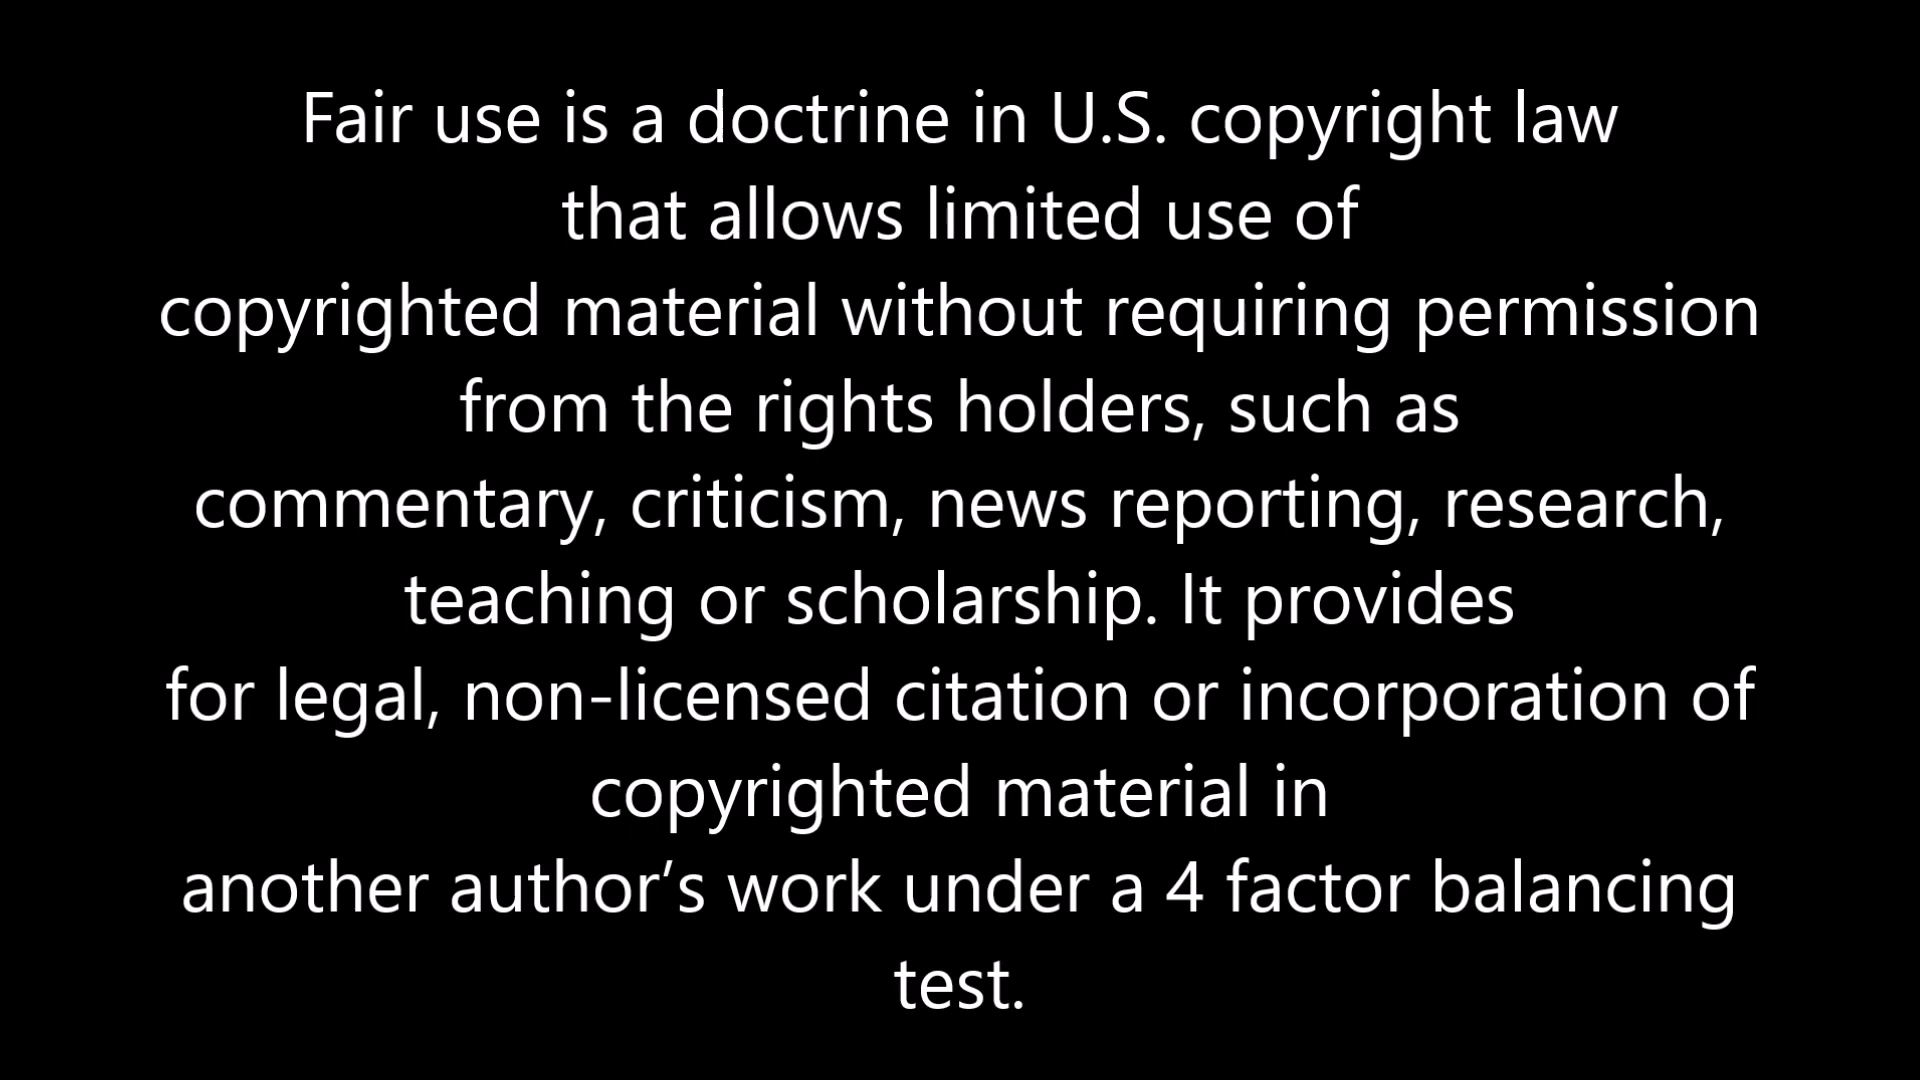 Fair use is a doctrine in U.S. copyright law
that allows limited use of
copyrighted material without requiring permission
from the rights holders, such as
commentary, criticism, news reporting, research,
teaching or scholarship. It provides
for legal, non-licensed citation or incorporation of
copyrighted material in
another author’s work under a 4 factor balancing
test.